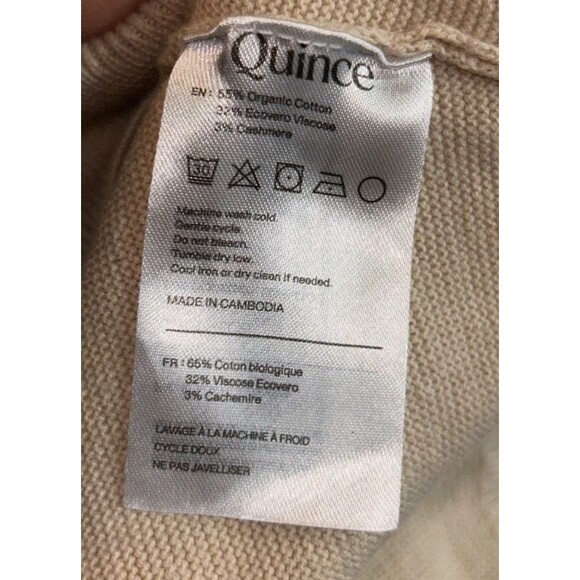 Quince
EN : 65% Organic Cotton
32% Ecovero Viscose
3% Cashmere
30
Machine wash cold.
Gentle cycle.
Do not bleach.
Tumble dry low.
Cool iron or dry clean if needed.
MADE IN CAMBODIA
FR : 65% Coton biologique
32% Viscose Ecovero
3% Cachemire
LAVAGE À LA MACHINE À FROID
CYCLE DOUX
NE PAS JAVELLISER